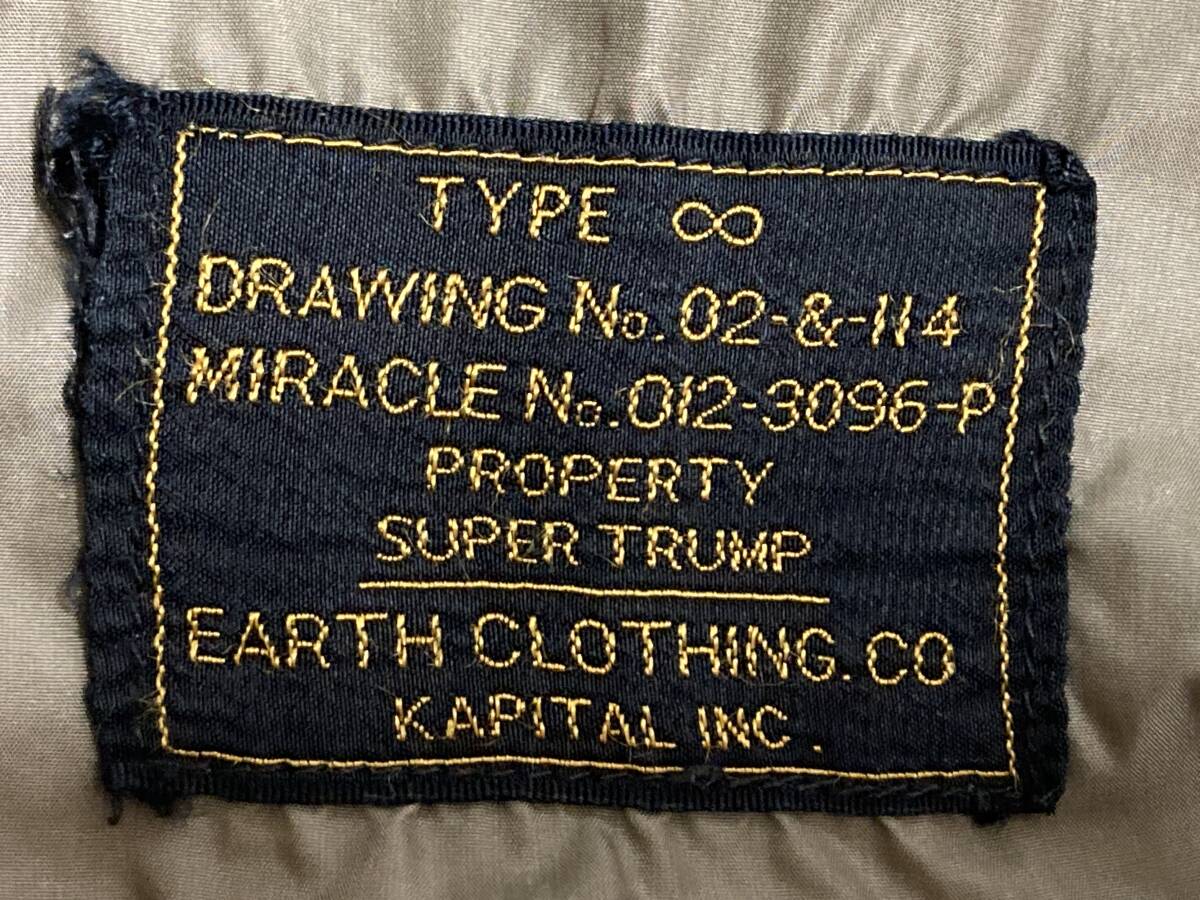 TYPE ∞
DRAWING No. 02-&-114
MIRACLE No. 012-3096-P
PROPERTY
SUPER TRUMP
EARTH CLOTHING. CO
KAPITAL INC.